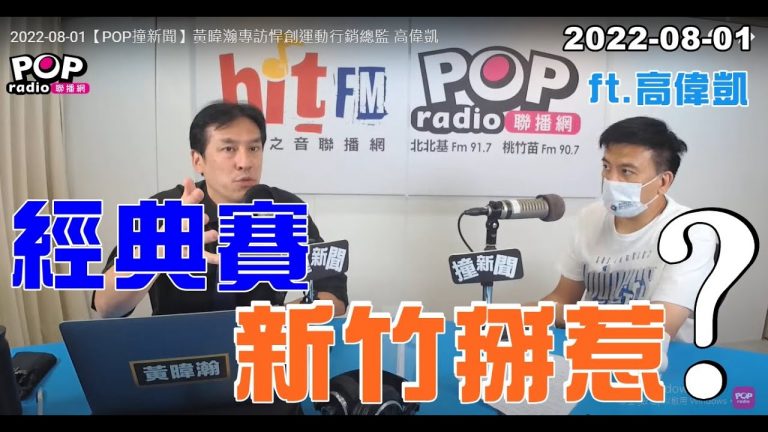 2022-08-01【POP撞新聞】黃暐瀚專訪悍創運動行銷總監 高偉凱
2022-08-01
POP
radio 聯播網
hit FM
之音聯播網
POP
radio 聯播網
北北基 Fm 91.7 桃竹苗 Fm 90.7
ft.高偉凱
經典賽
新聞
撞新聞
新竹掰惹?
黃暐瀚
POP
radio